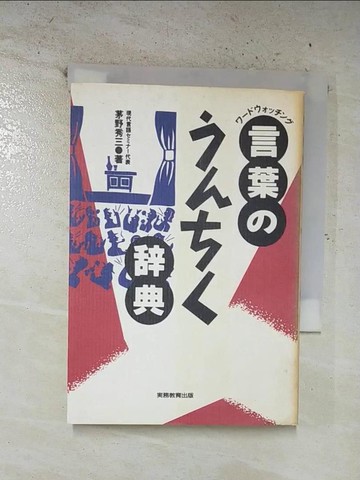 ワードウォッチング
言葉の
うんちく
辞典
現代言語セミナー代表
茅野秀三●著
実務教育出版